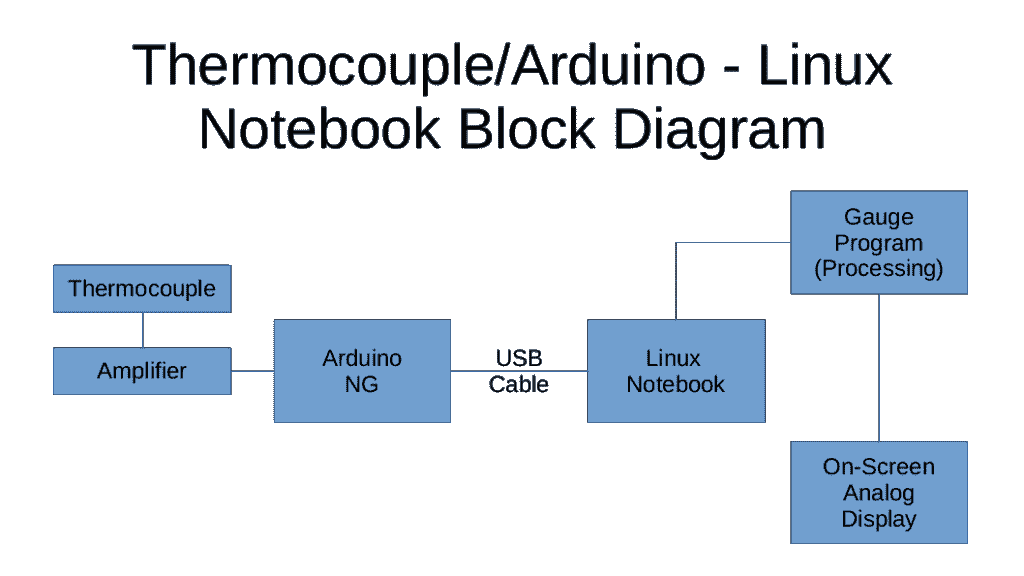 Thermocouple/Arduino - Linux
Notebook Block Diagram
Thermocouple
Amplifier
Arduino
NG
USB
Cable
Linux
Notebook
Gauge
Program
(Processing)
On-Screen
Analog
Display